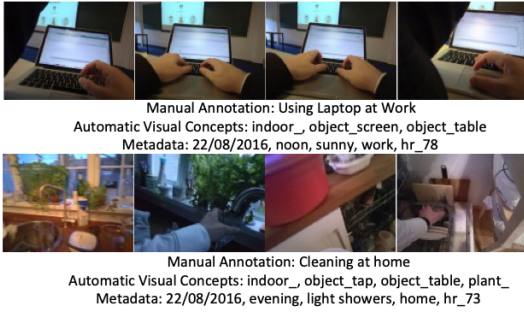 Manual Annotation: Using Laptop at Work
Automatic Visual Concepts: indoor_, object_screen, object_table
Metadata: 22/08/2016, noon, sunny, work, hr_78
Manual Annotation: Cleaning at home
Automatic Visual Concepts: indoor_, object_tap, object_table, plant_
Metadata: 22/08/2016, evening, light showers, home, hr_73